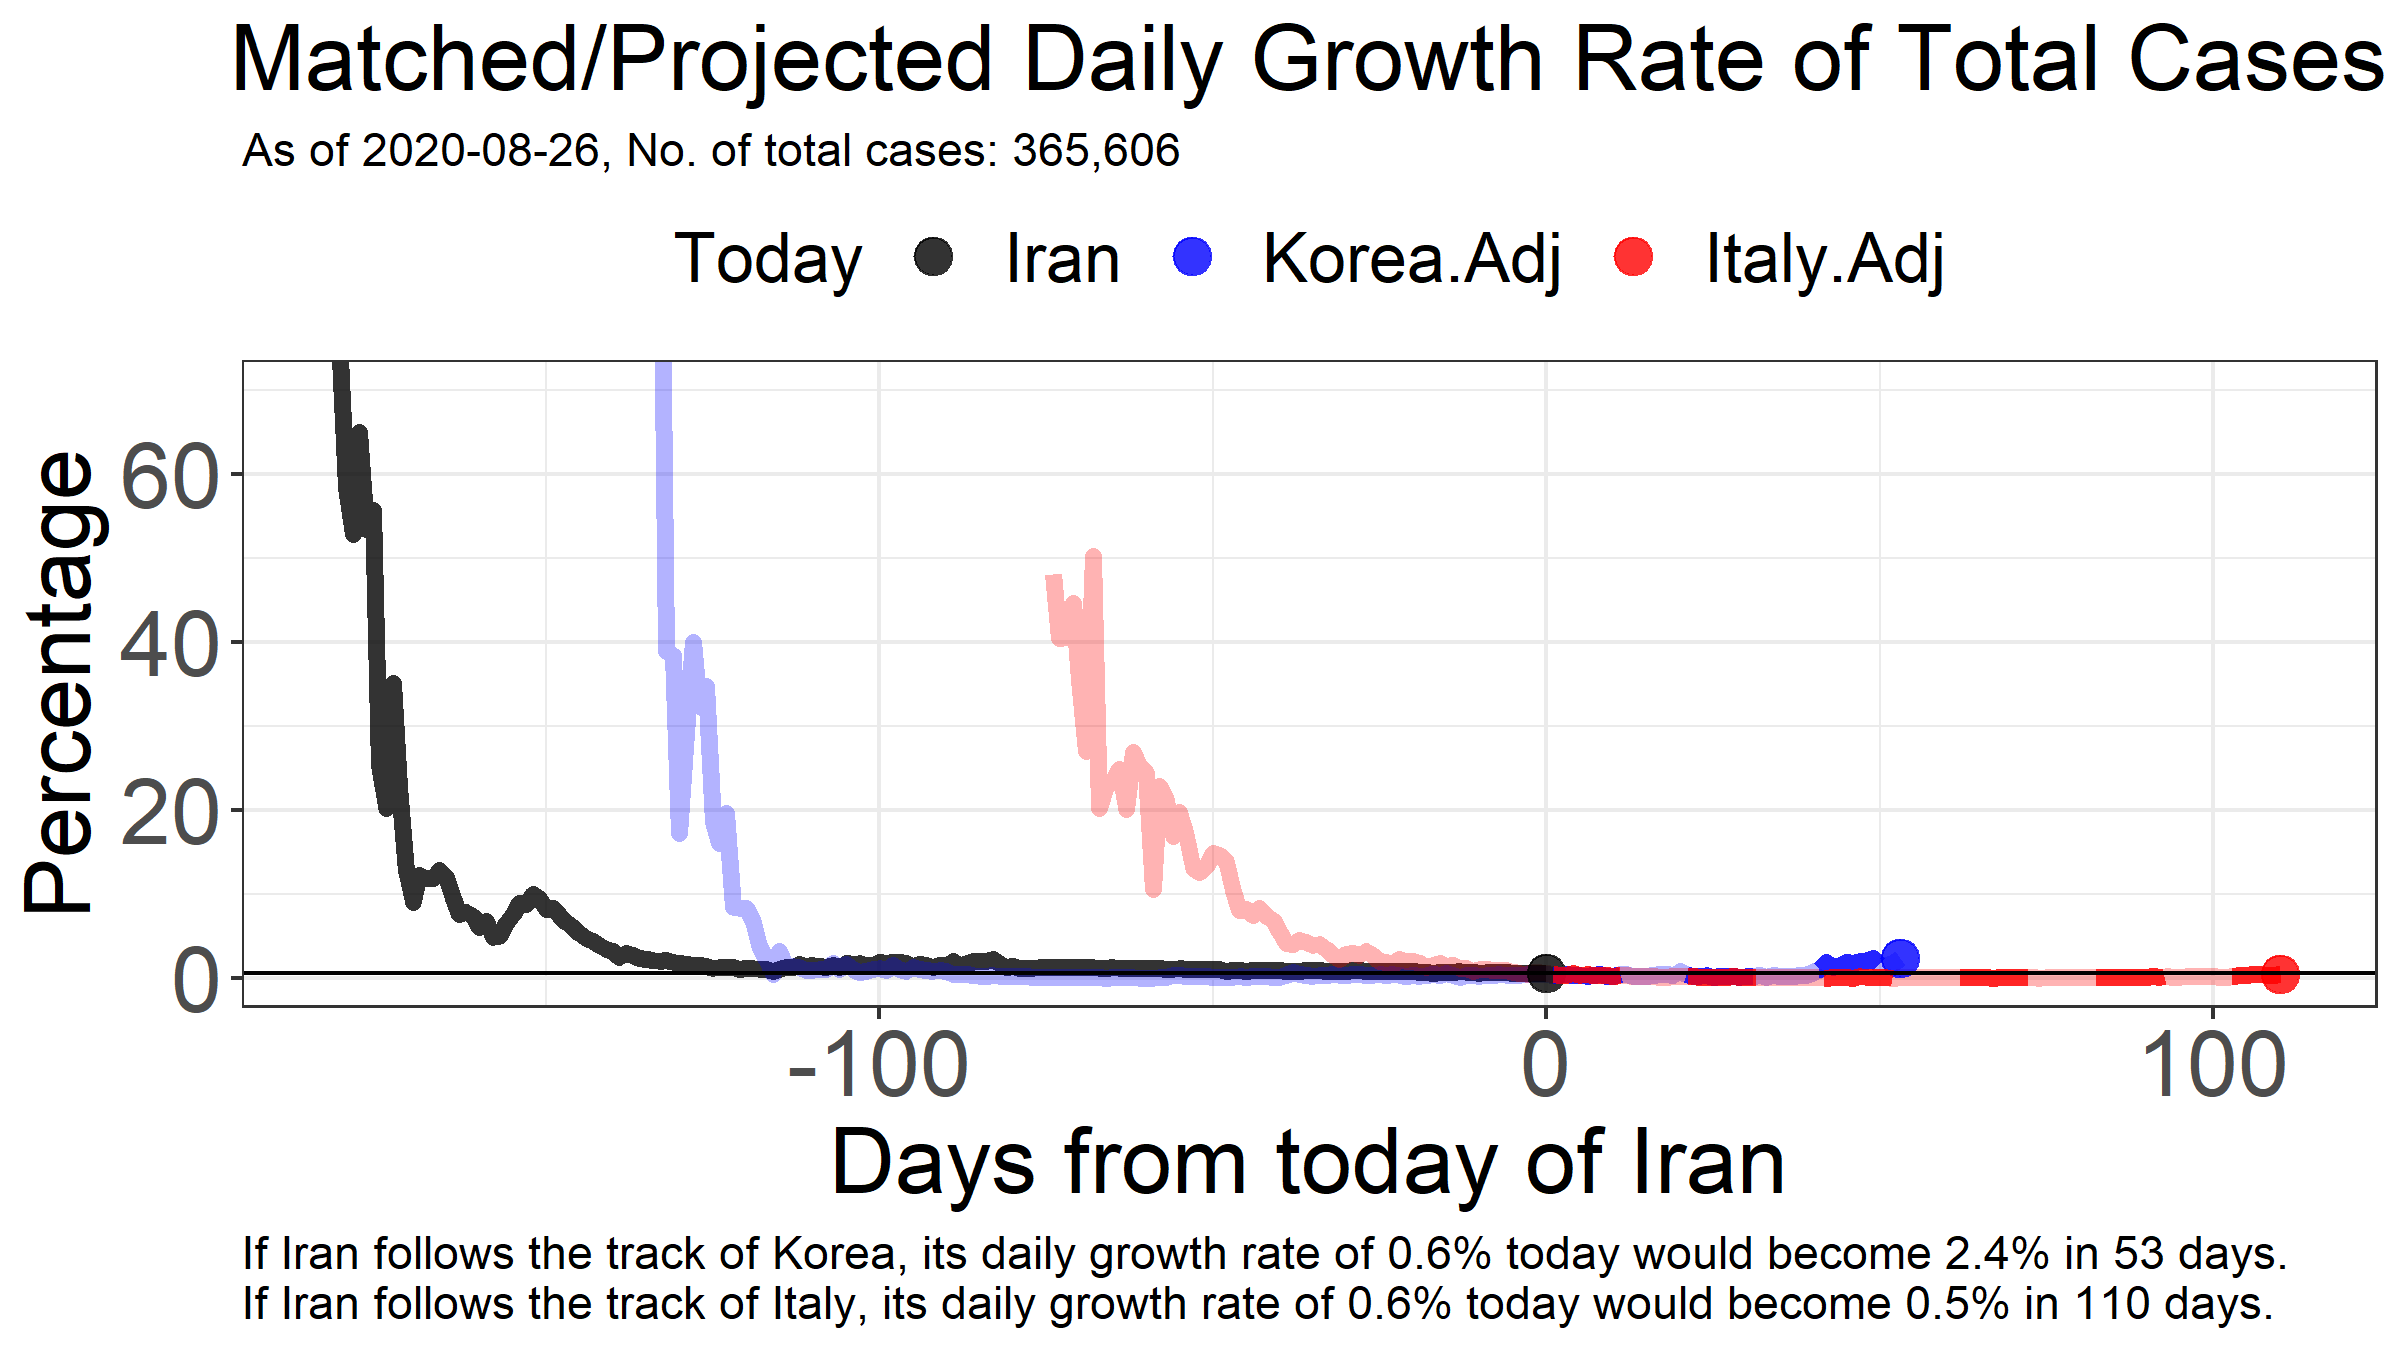 Matched/Projected Daily Growth Rate of Total Cases
As of 2020-08-26, No. of total cases: 365,606
Today Iran Korea.Adj Italy.Adj
Percentage
60
40
20
0
-100 0 100
Days from today of Iran
If Iran follows the track of Korea, its daily growth rate of 0.6% today would become 2.4% in 53 days.
If Iran follows the track of Italy, its daily growth rate of 0.6% today would become 0.5% in 110 days.